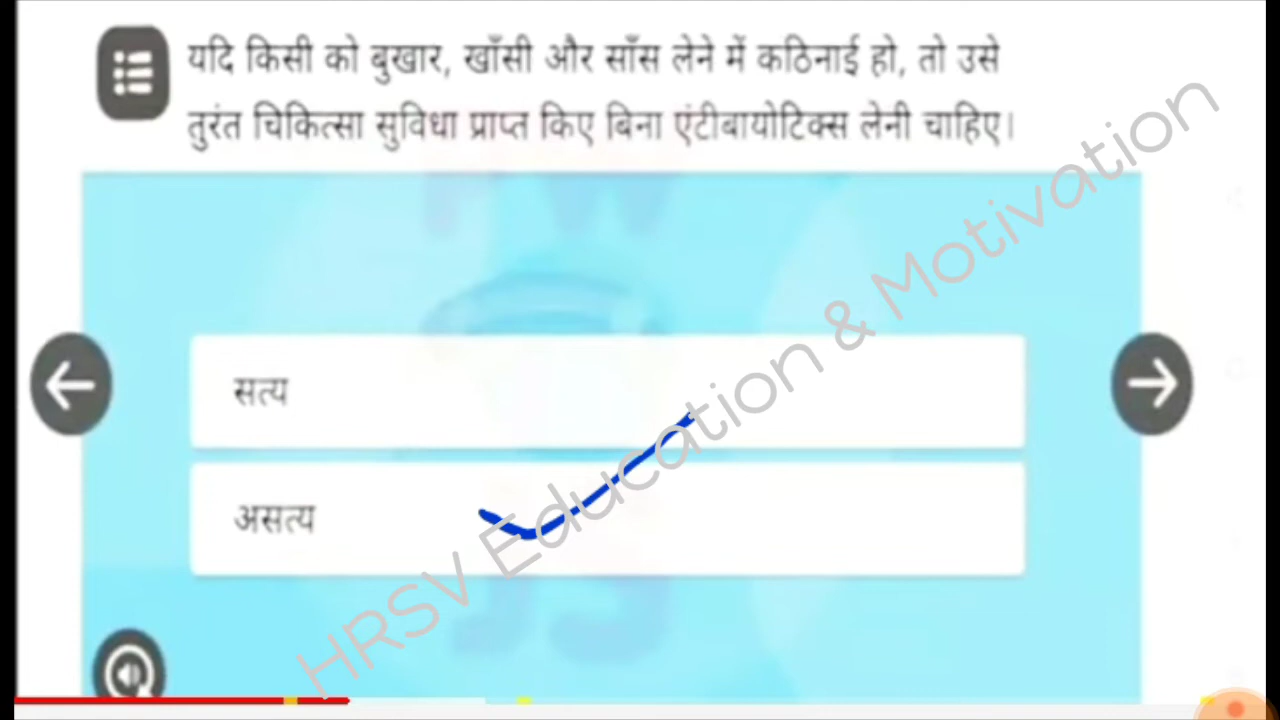 यदि किसी को बुखार, खाँसी और साँस लेने में कठिनाई हो, तो उसे
तुरंत चिकित्सा सुविधा प्राप्त किए बिना एंटीबायोटिक्स लेनी चाहिए।
सत्य
असत्य
HRSV Education & Motivation